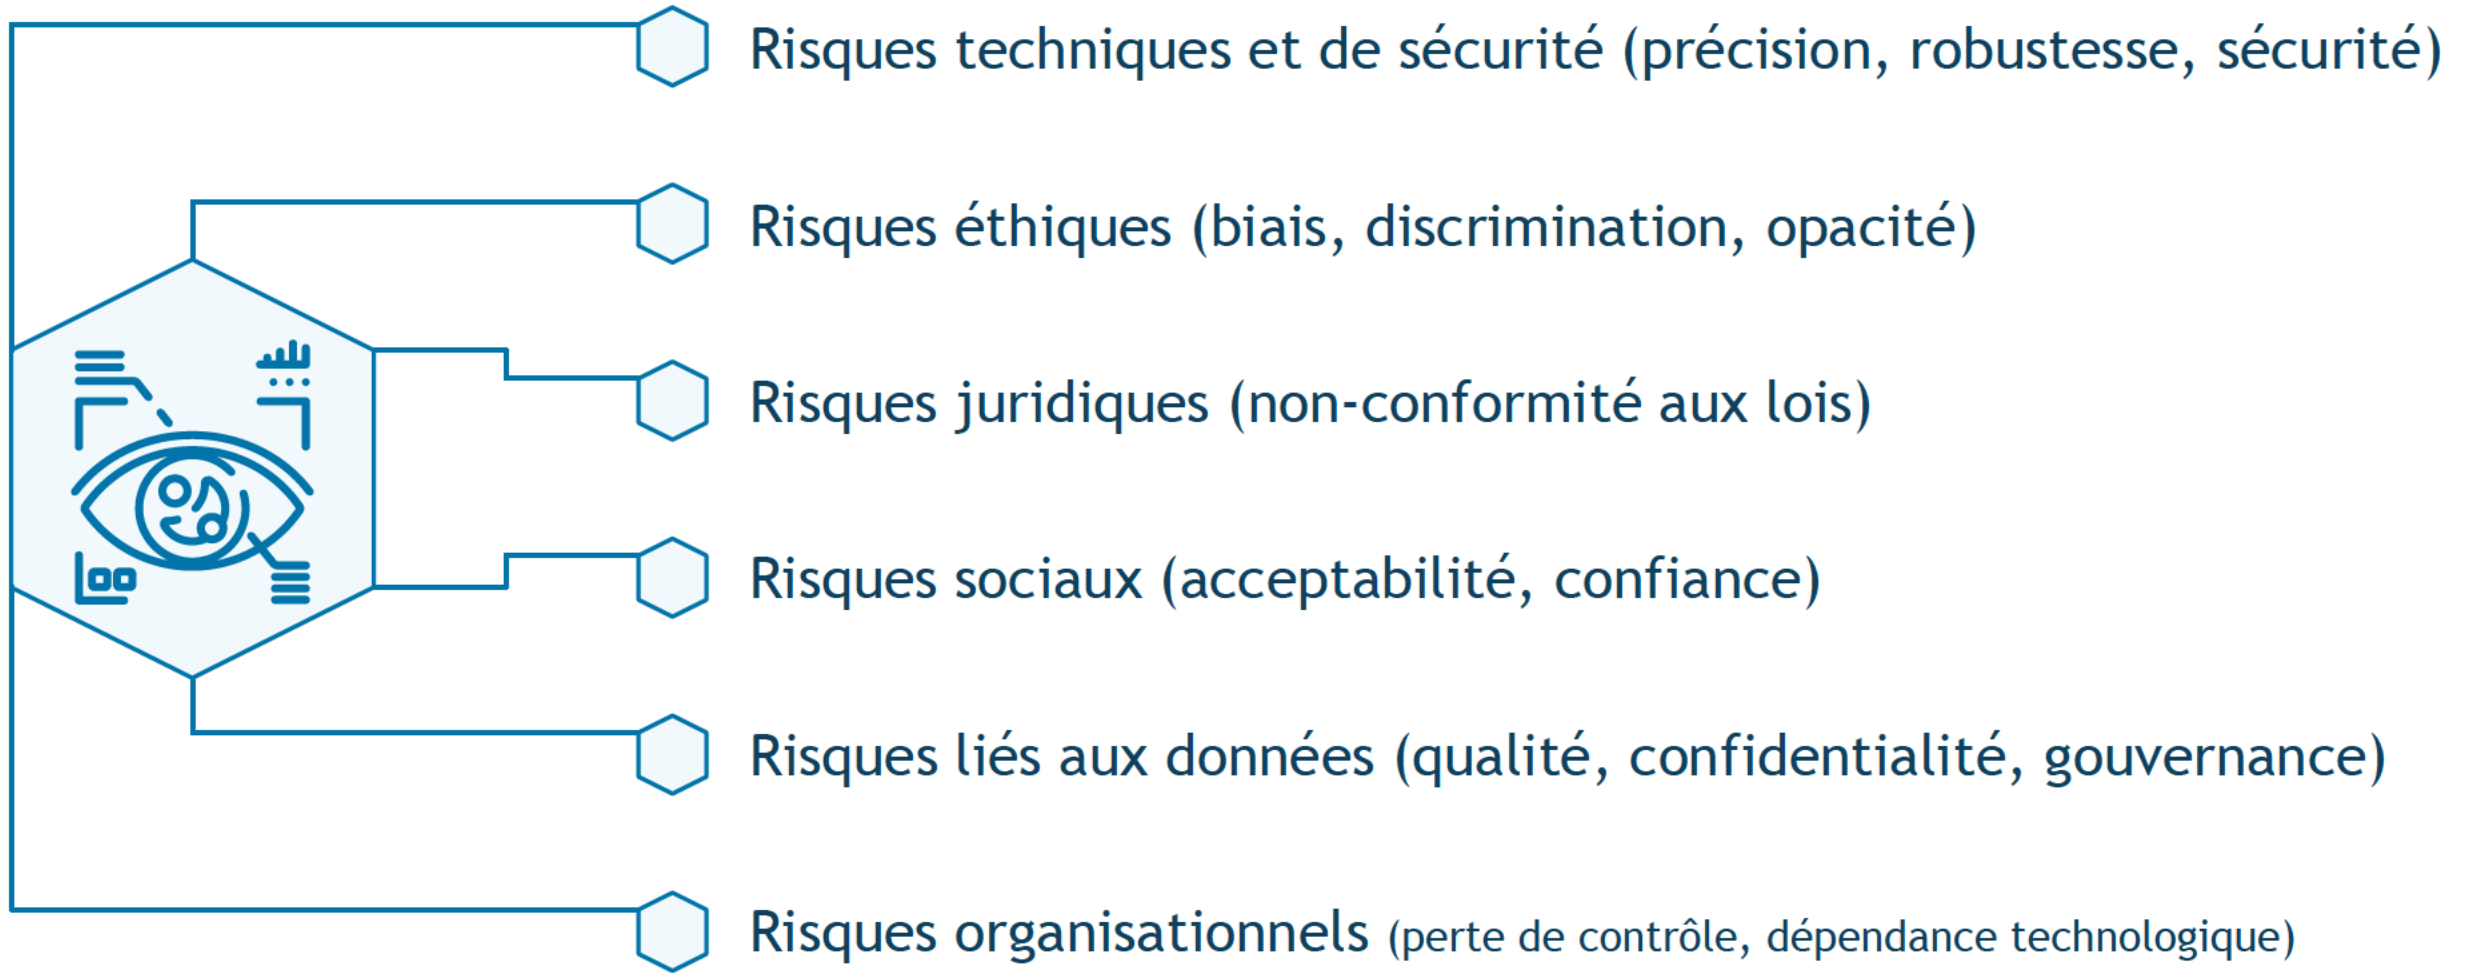 Risques techniques et de sécurité (précision, robustesse, sécurité)
Risques éthiques (biais, discrimination, opacité)
Risques juridiques (non-conformité aux lois)
Risques sociaux (acceptabilité, confiance)
Risques liés aux données (qualité, confidentialité, gouvernance)
Risques organisationnels (perte de contrôle, dépendance technologique)